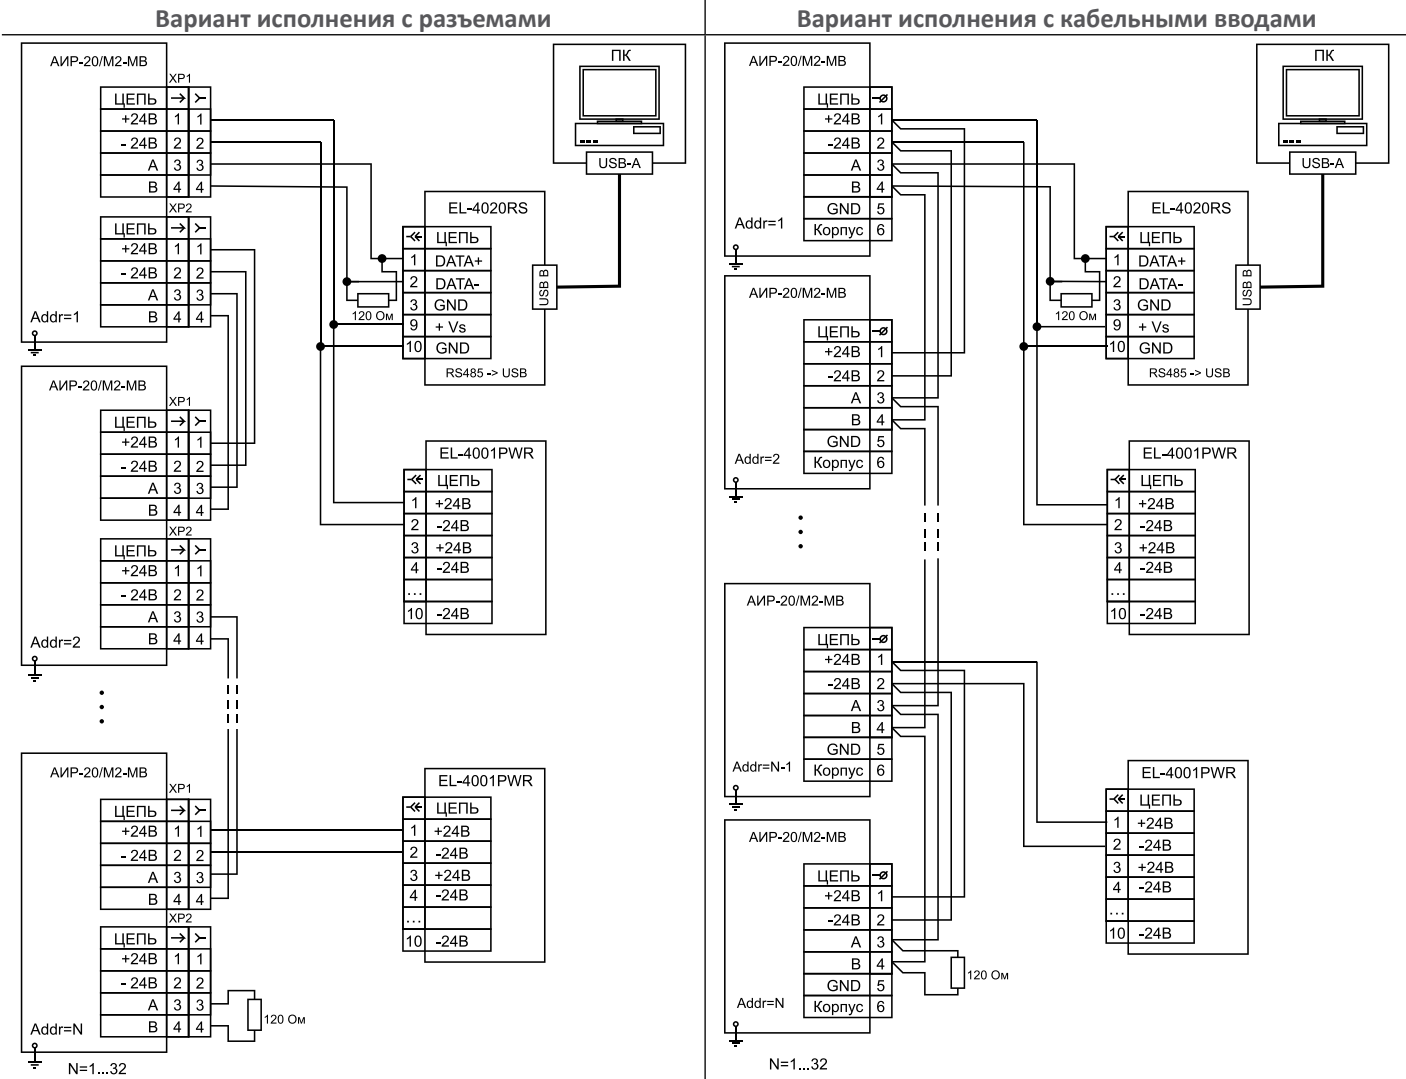 Вариант исполнения с разъемами
АИР-20/М2-МВ
XP1
ЦЕПЬ
+24В 1 1
- 24В 2 2
A 3 3
B 4 4
XP2
ЦЕПЬ
+24В 1 1
- 24В 2 2
A 3 3
B 4 4
Addr=1
ПК
USB-A
EL-4020RS
ЦЕПЬ
1 DATA+
2 DATA-
3 GND
9 + Vs
10 GND
RS485 -> USB
USB B
120 Ом
АИР-20/М2-МВ
XP1
ЦЕПЬ
+24В 1 1
- 24В 2 2
A 3 3
B 4 4
XP2
ЦЕПЬ
+24В 1 1
- 24В 2 2
A 3 3
B 4 4
Addr=2
EL-4001PWR
ЦЕПЬ
1 +24В
2 -24В
3 +24В
4 -24В
...
10 -24В
АИР-20/М2-МВ
XP1
ЦЕПЬ
+24В 1 1
- 24В 2 2
A 3 3
B 4 4
XP2
ЦЕПЬ
+24В 1 1
- 24В 2 2
A 3 3
B 4 4
Addr=N
120 Ом
EL-4001PWR
ЦЕПЬ
1 +24В
2 -24В
3 +24В
4 -24В
...
10 -24В
N=1...32
Вариант исполнения с кабельными вводами
АИР-20/М2-МВ
ЦЕПЬ
+24В 1
-24В 2
A 3
B 4
GND 5
Корпус 6
Addr=1
ПК
USB-A
EL-4020RS
ЦЕПЬ
1 DATA+
2 DATA-
3 GND
9 + Vs
10 GND
RS485 -> USB
USB B
120 Ом
АИР-20/М2-МВ
ЦЕПЬ
+24В 1
-24В 2
A 3
B 4
GND 5
Корпус 6
Addr=2
EL-4001PWR
ЦЕПЬ
1 +24В
2 -24В
3 +24В
4 -24В
...
10 -24В
АИР-20/М2-МВ
ЦЕПЬ
+24В 1
-24В 2
A 3
B 4
GND 5
Корпус 6
Addr=N-1
EL-4001PWR
ЦЕПЬ
1 +24В
2 -24В
3 +24В
4 -24В
...
10 -24В
АИР-20/М2-МВ
ЦЕПЬ
+24В 1
-24В 2
A 3
B 4
GND 5
Корпус 6
Addr=N
120 Ом
N=1...32